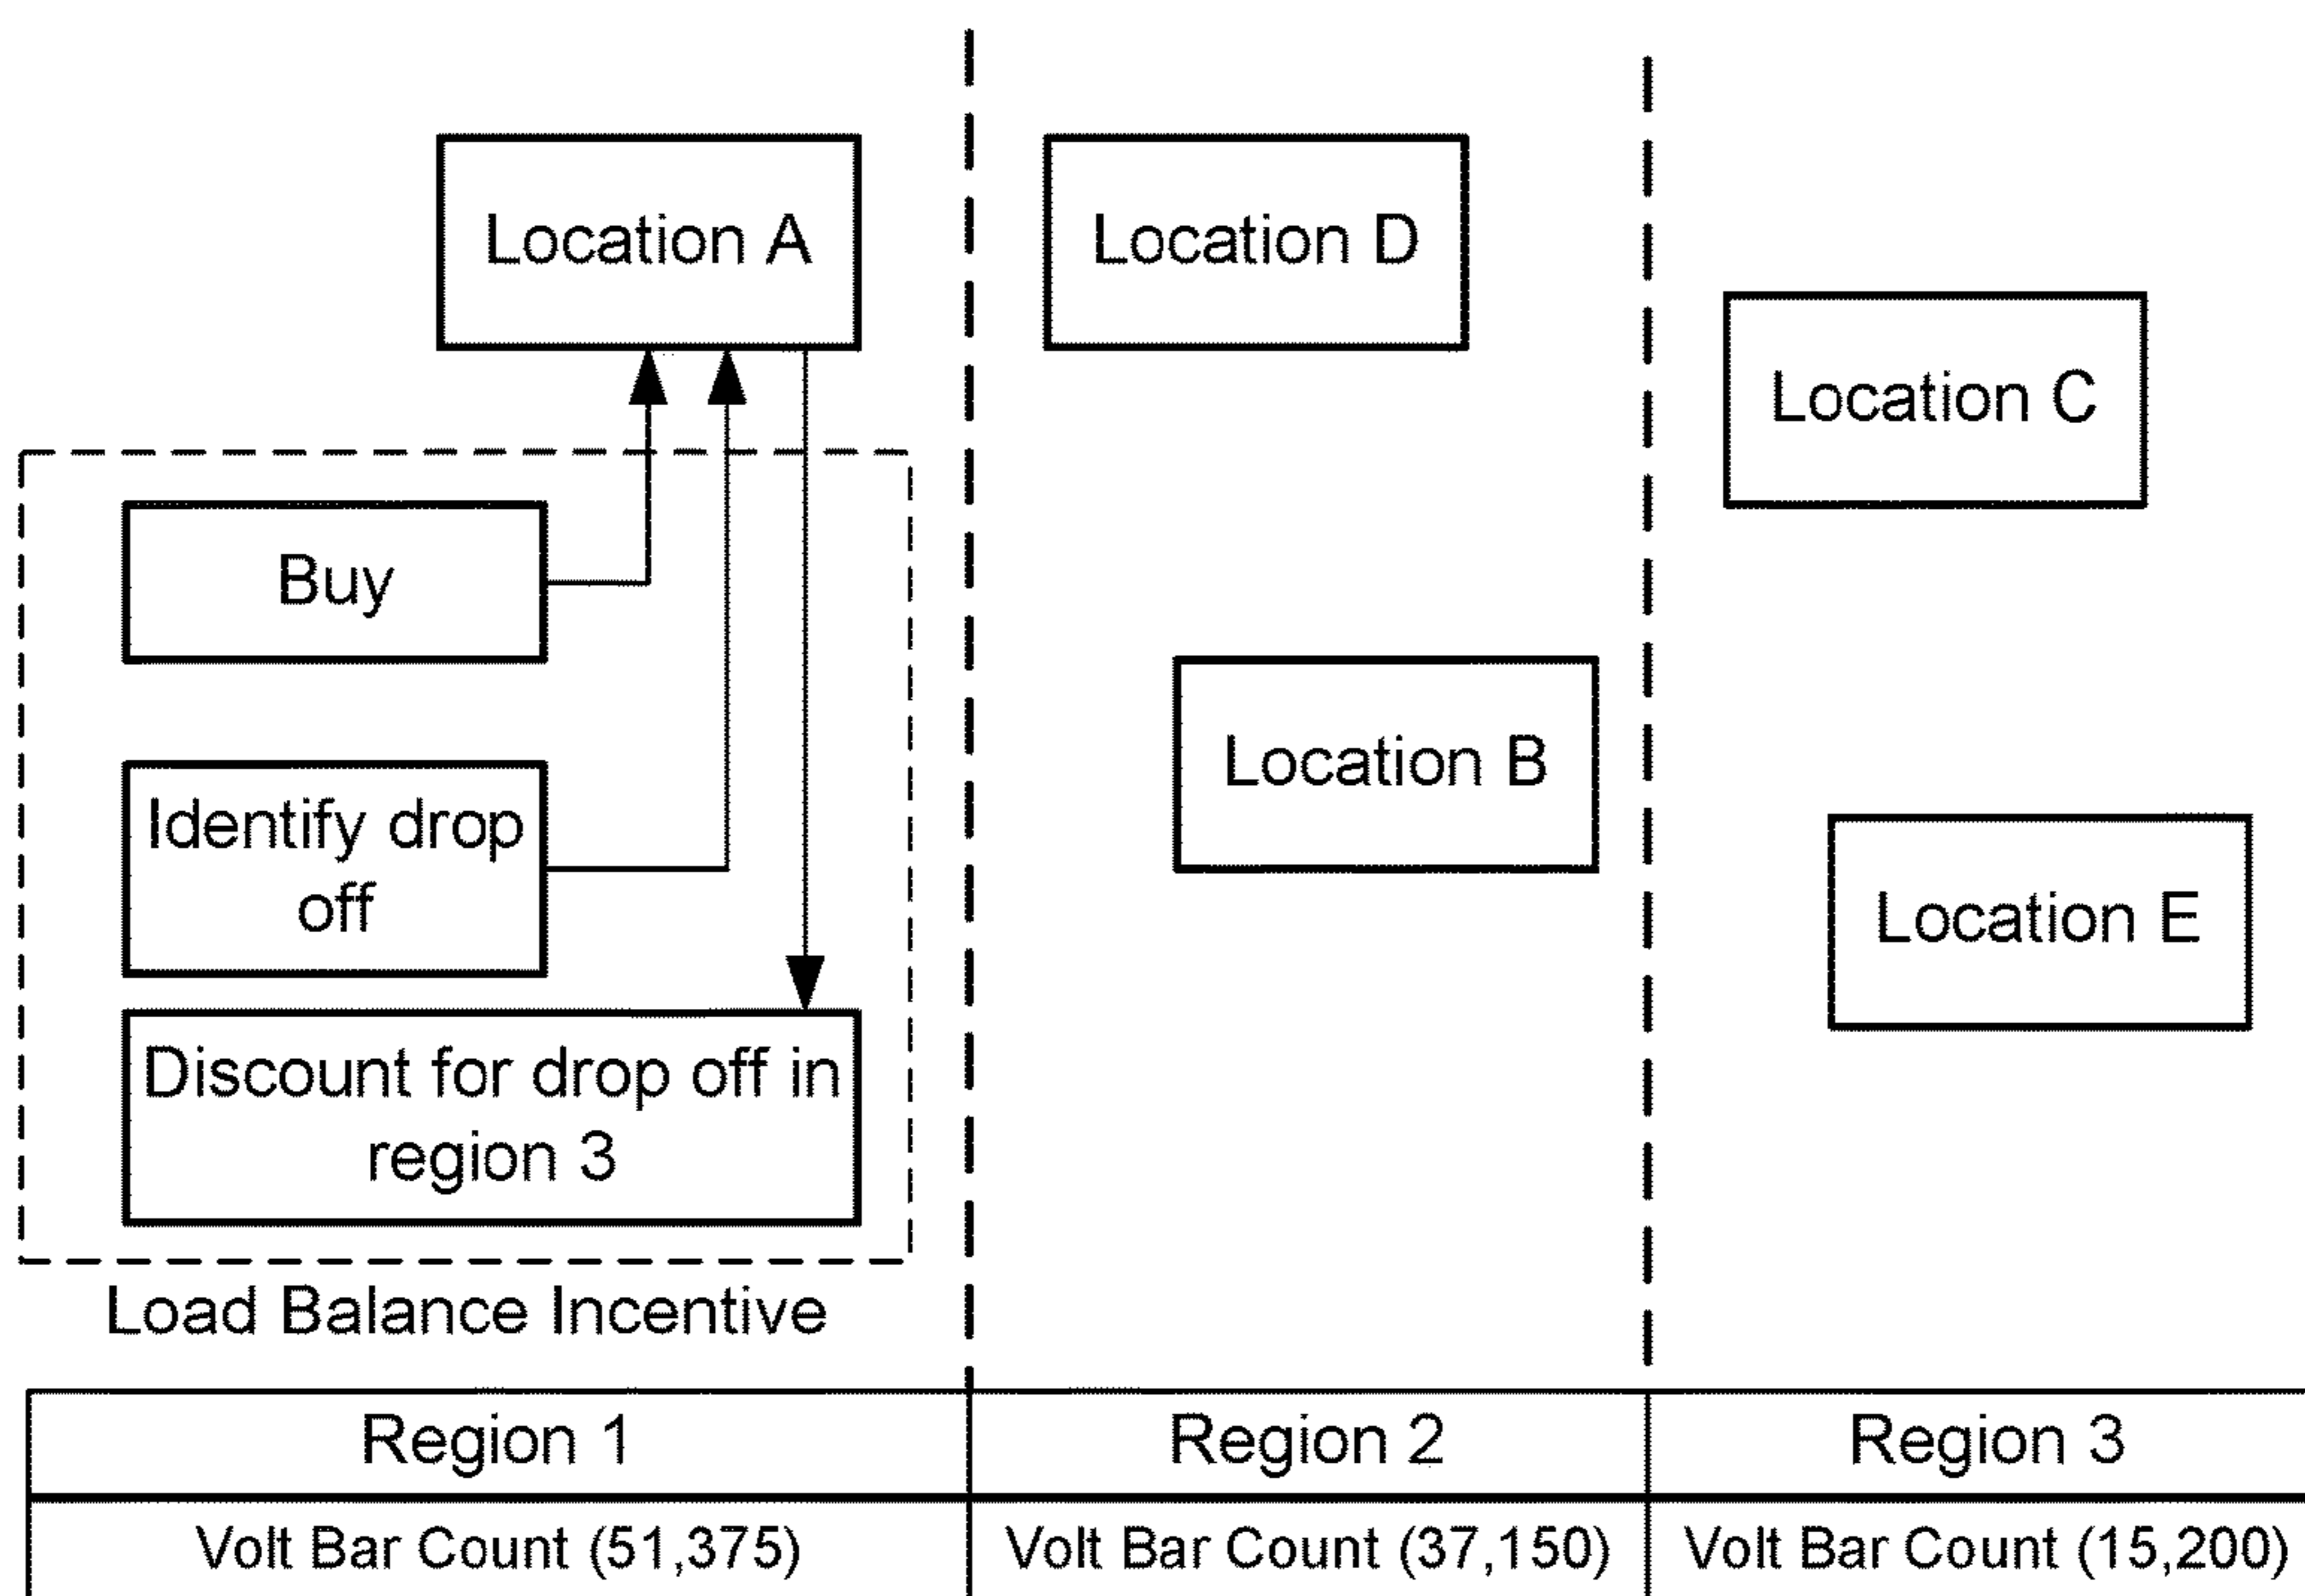 Location A
Location D
Location C
Buy
Location B
Identify drop
off
Location E
Discount for drop off in
region 3
Load Balance Incentive
Region 1
Region 2
Region 3
Volt Bar Count (51,375)
Volt Bar Count (37,150)
Volt Bar Count (15,200)